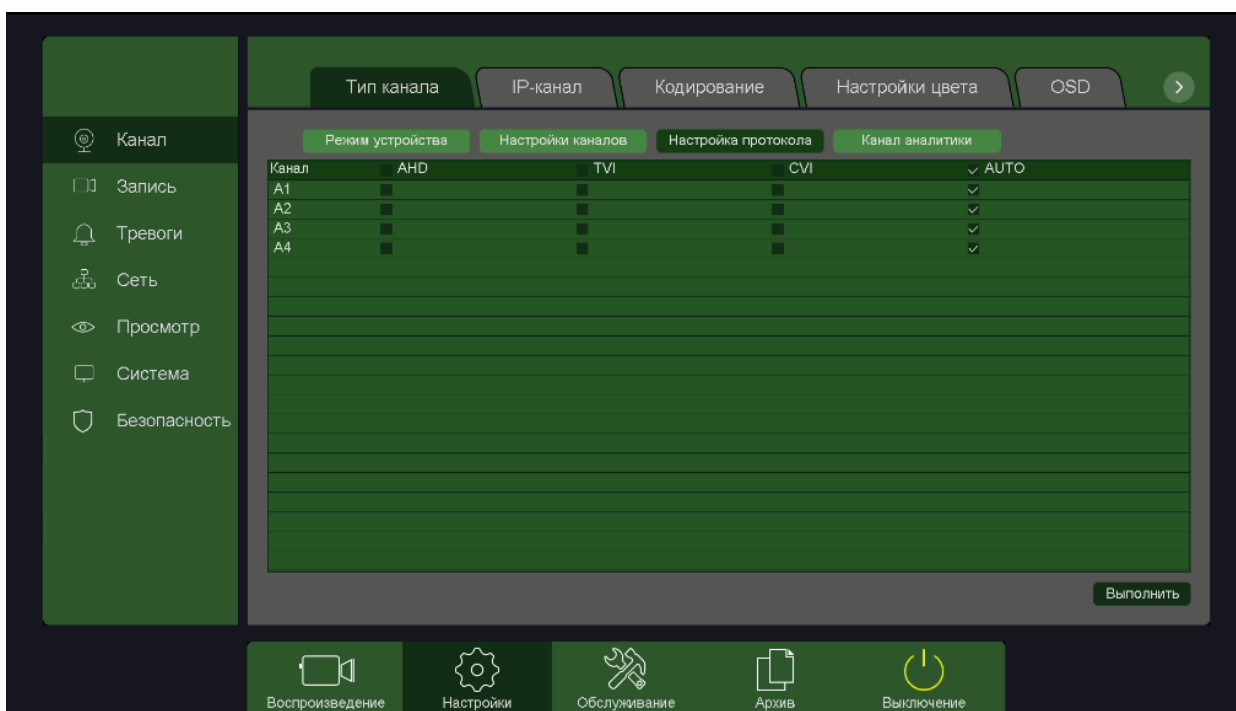 Тип канала IP-канал Кодирование Настройки цвета OSD
Канал
Запись
Тревоги
Сеть
Просмотр
Система
Безопасность
Режим устройства Настройки каналов Настройка протокола Канал аналитики
Канал AHD TVI CVI AUTO
A1
A2
A3
A4
Выполнить
Воспроизведение Настройки Обслуживание Архив Выключение